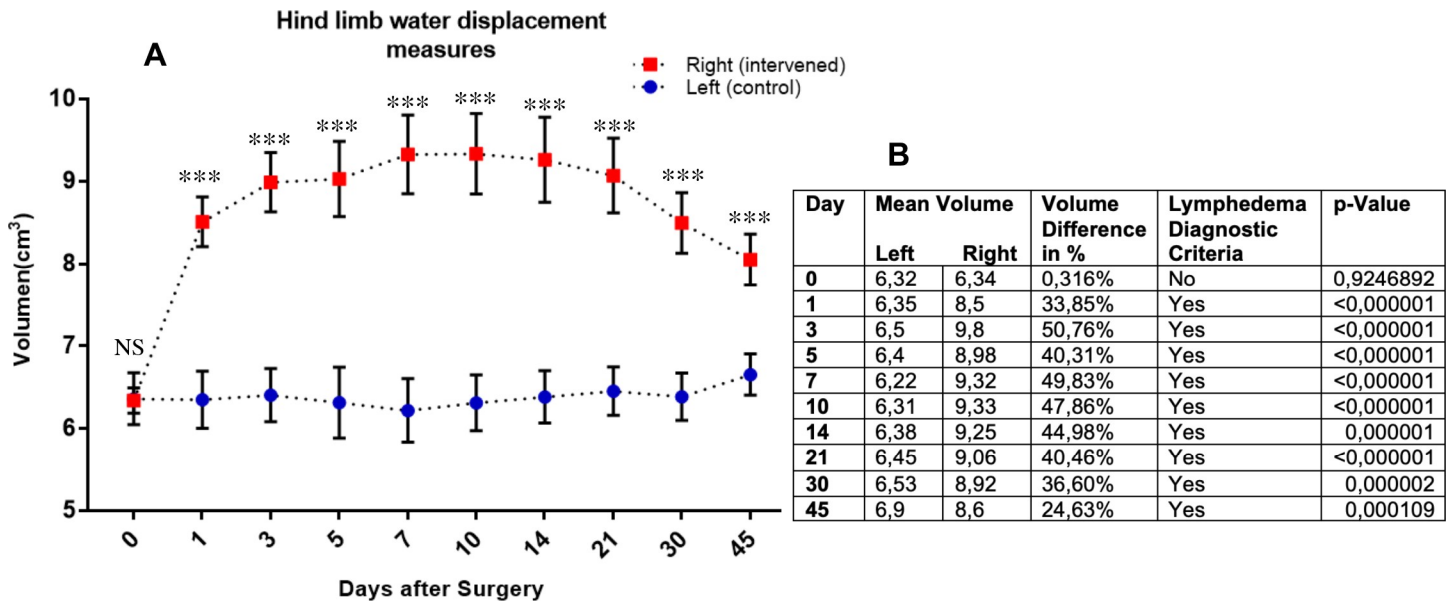 Hind limb water displacement
measures
A
Right (intervened)
Left (control)
10
9
8
7
6
5
Volumen(cm³)
NS
***
***
***
***
***
***
***
***
***
0 1 3 5 7 10 14 21 30 45
Days after Surgery
B
Day Mean Volume Volume Lymphedema p-Value
Difference Diagnostic
Left Right in % Criteria
0 6,32 6,34 0,316% No 0,9246892
1 6,35 8,5 33,85% Yes <0,000001
3 6,5 9,8 50,76% Yes <0,000001
5 6,4 8,98 40,31% Yes <0,000001
7 6,22 9,32 49,83% Yes <0,000001
10 6,31 9,33 47,86% Yes <0,000001
14 6,38 9,25 44,98% Yes 0,000001
21 6,45 9,06 40,46% Yes <0,000001
30 6,53 8,92 36,60% Yes 0,000002
45 6,9 8,6 24,63% Yes 0,000109